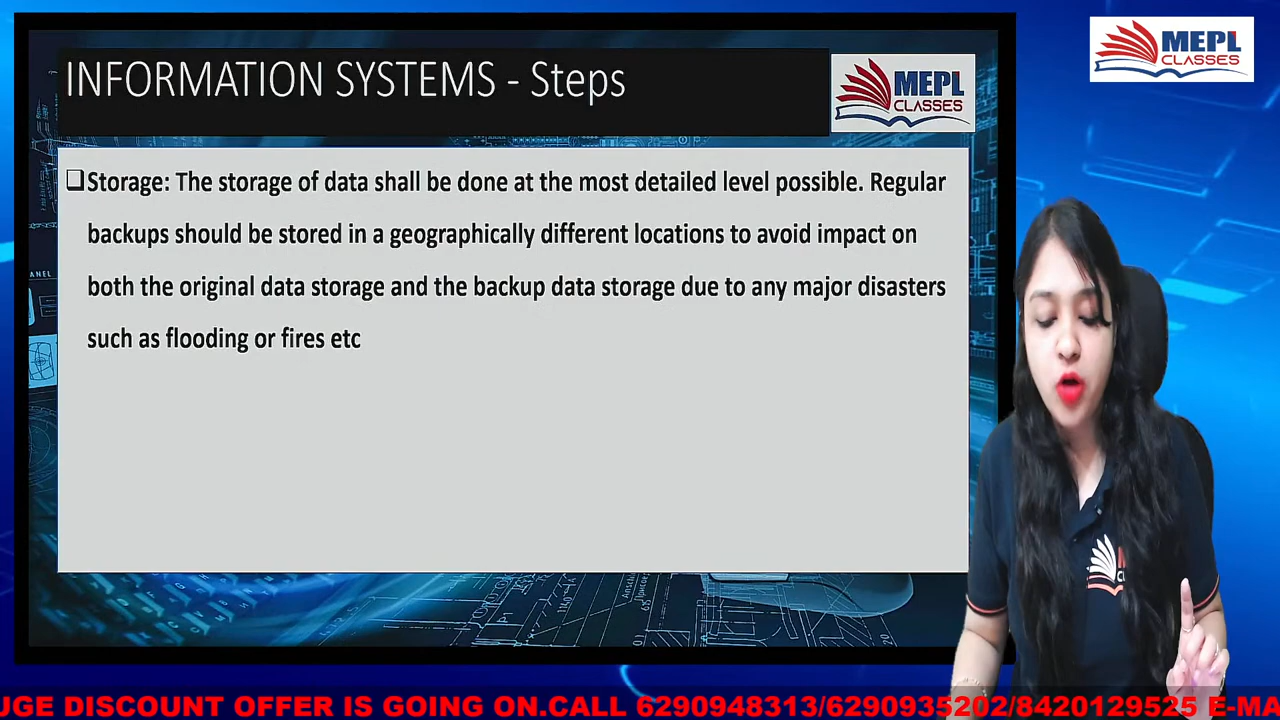 INFORMATION SYSTEMS - Steps
MEPL
CLASSES
MEPL
CLASSES
❑Storage: The storage of data shall be done at the most detailed level possible. Regular
backups should be stored in a geographically different locations to avoid impact on
both the original data storage and the backup data storage due to any major disasters
such as flooding or fires etc
UGE DISCOUNT OFFER IS GOING ON.CALL 6290948313/6290935202/8420129525 E-MA